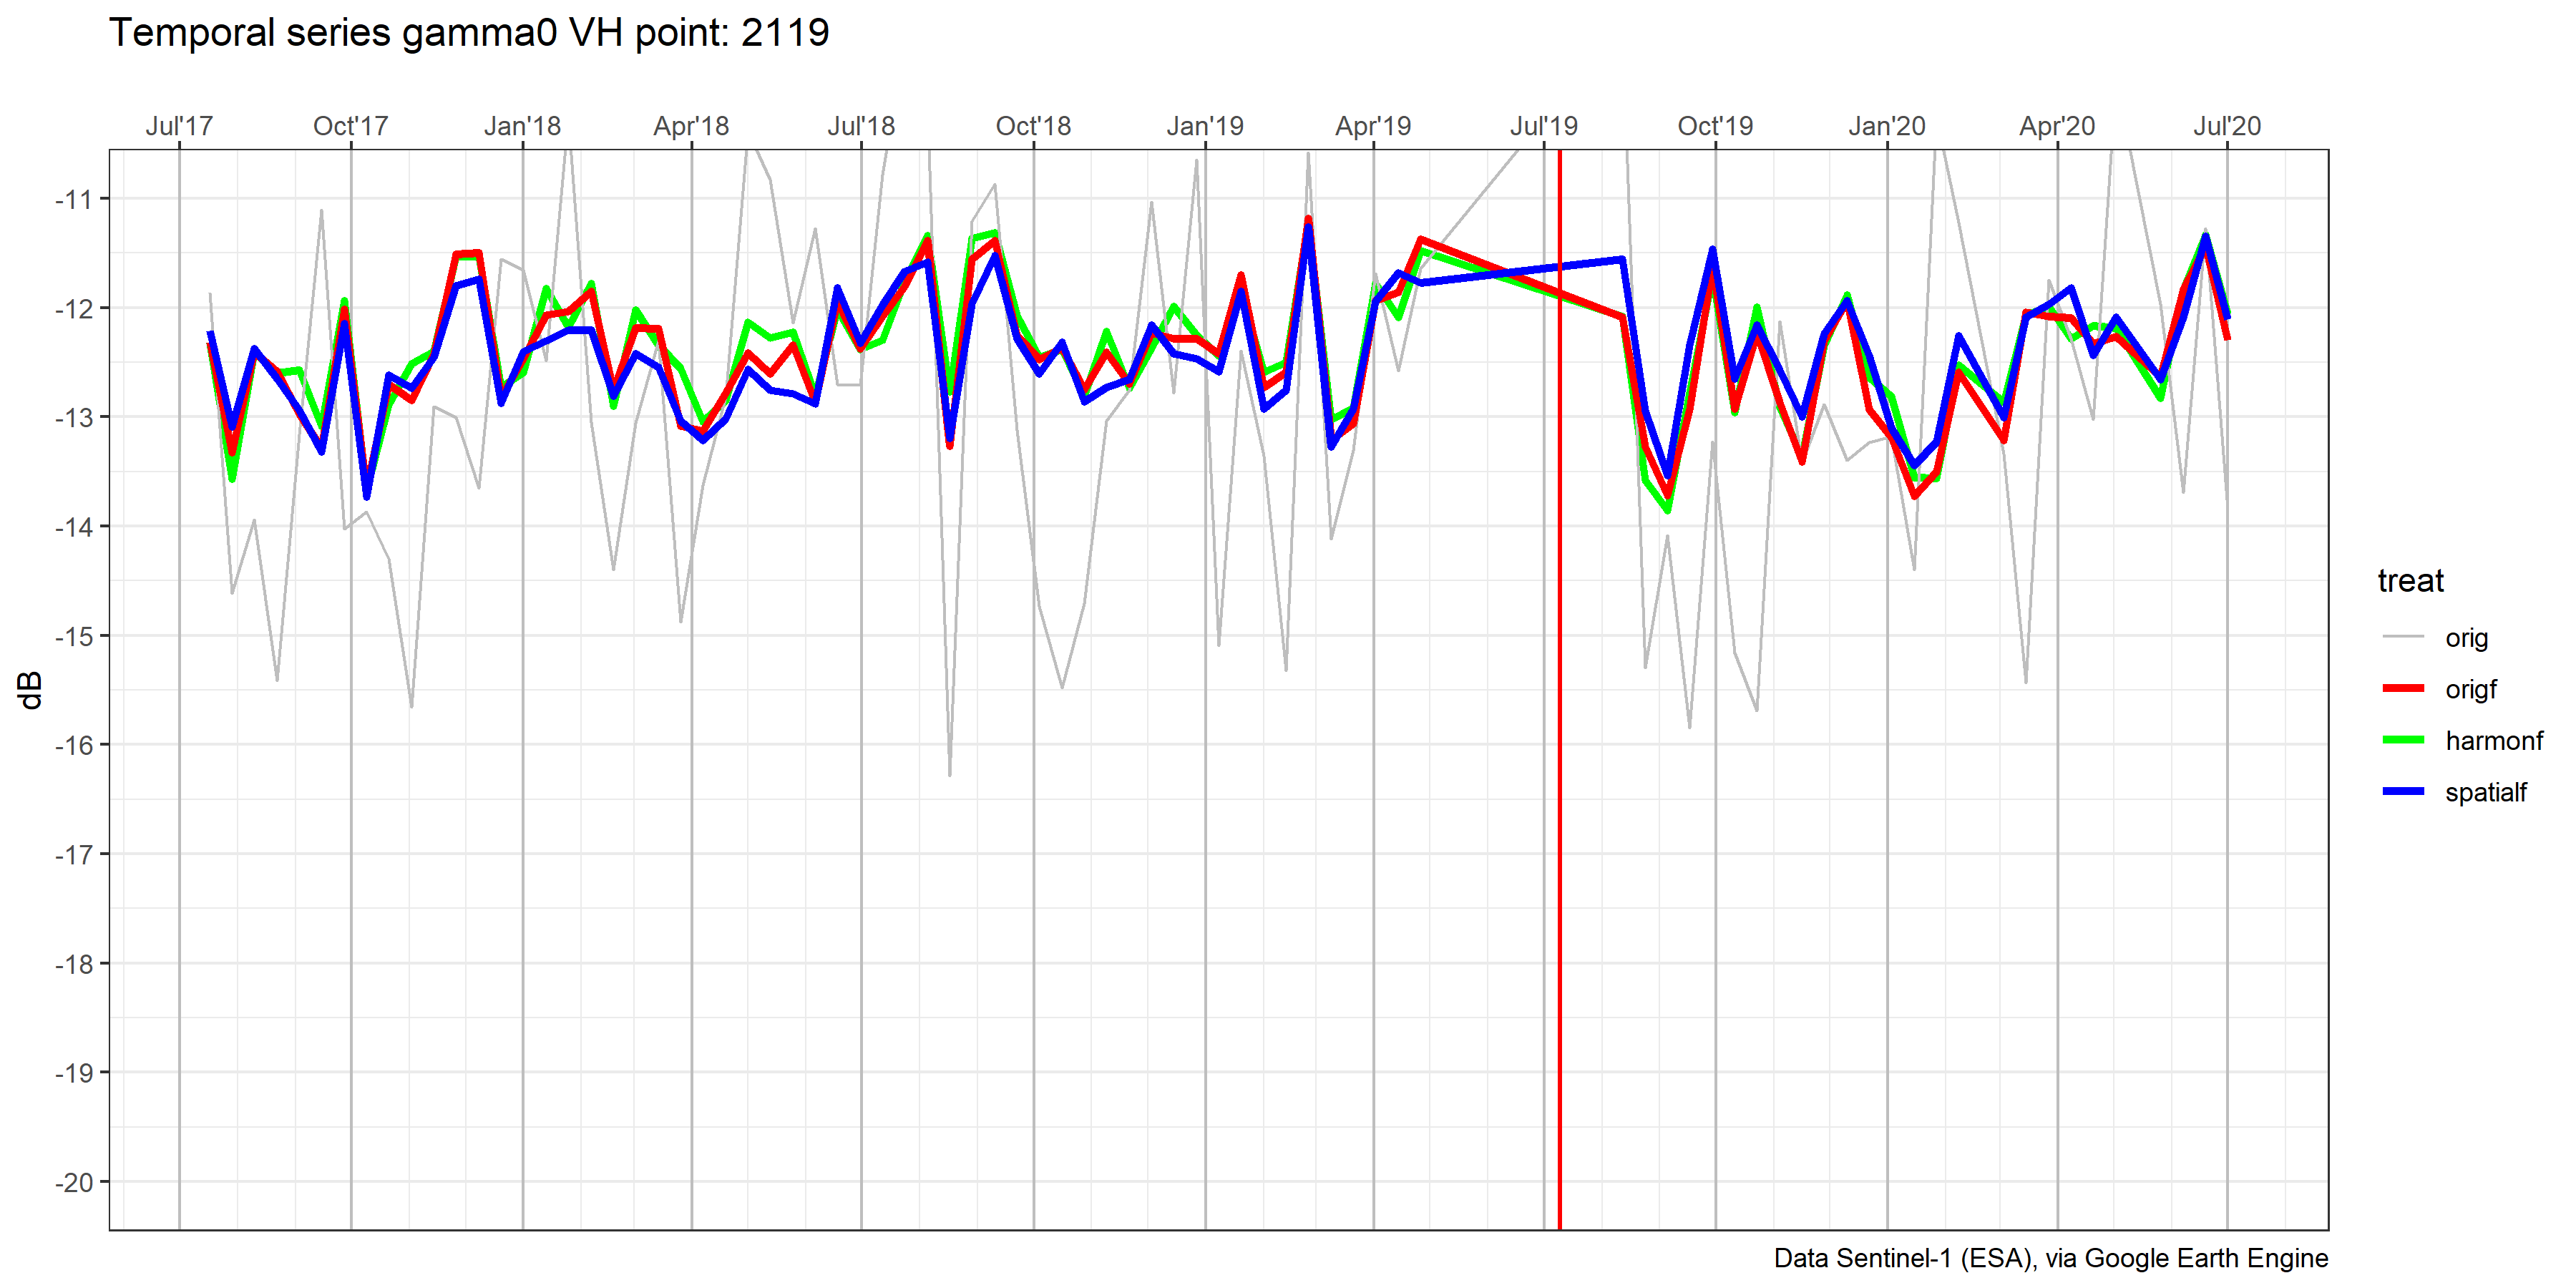 Temporal series gamma0 VH point: 2119
Jul'17 Oct'17 Jan'18 Apr'18 Jul'18 Oct'18 Jan'19 Apr'19 Jul'19 Oct'19 Jan'20 Apr'20 Jul'20
-11
-12
-13
-14
-15
-16
-17
-18
-19
-20
dB
treat
orig
origf
harmonf
spatialf
Data Sentinel-1 (ESA), via Google Earth Engine